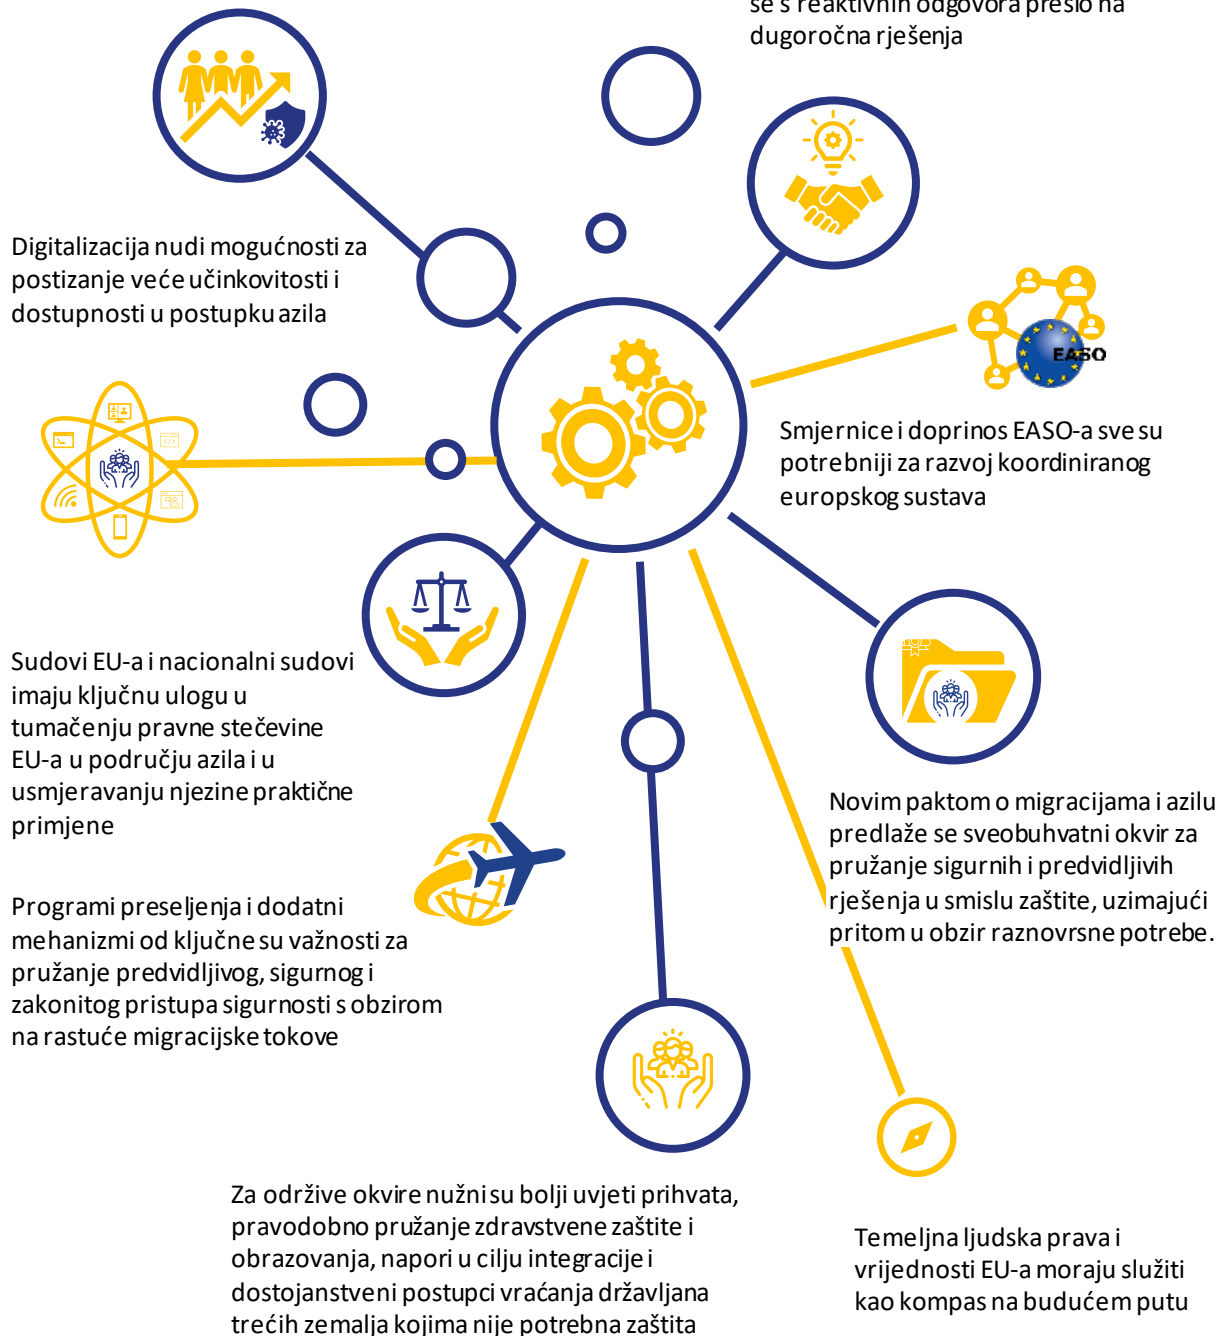 se s reaktivnih odgovora prešlo na
dugoročna rješenja
Digitalizacija nudi mogućnosti za
postizanje veće učinkovitosti i
dostupnosti u postupku azila
EASO
Smjernice i doprinos EASO-a sve su
potrebniji za razvoj koordiniranog
europskog sustava
Sudovi EU-a i nacionalni sudovi
imaju ključnu ulogu u
tumačenju pravne stečevine
EU-a u području azila i u
usmjeravanju njezine praktične
primjene
Novim paktom o migracijama i azilu
predlaže se sveobuhvatni okvir za
pružanje sigurnih i predvidljivih
rješenja u smislu zaštite, uzimajući
pritom u obzir raznovrsne potrebe.
Programi preseljenja i dodatni
mehanizmi od ključne su važnosti za
pružanje predvidljivog, sigurnog i
zakonitog pristupa sigurnosti s obzirom
na rastuće migracijske tokove
Za održive okvire nužni su bolji uvjeti prihvata,
pravodobno pružanje zdravstvene zaštite i
obrazovanja, napori u cilju integracije i
dostojanstveni postupci vraćanja državljana
trećih zemalja kojima nije potrebna zaštita
Temeljna ljudska prava i
vrijednosti EU-a moraju služiti
kao kompas na budućem putu